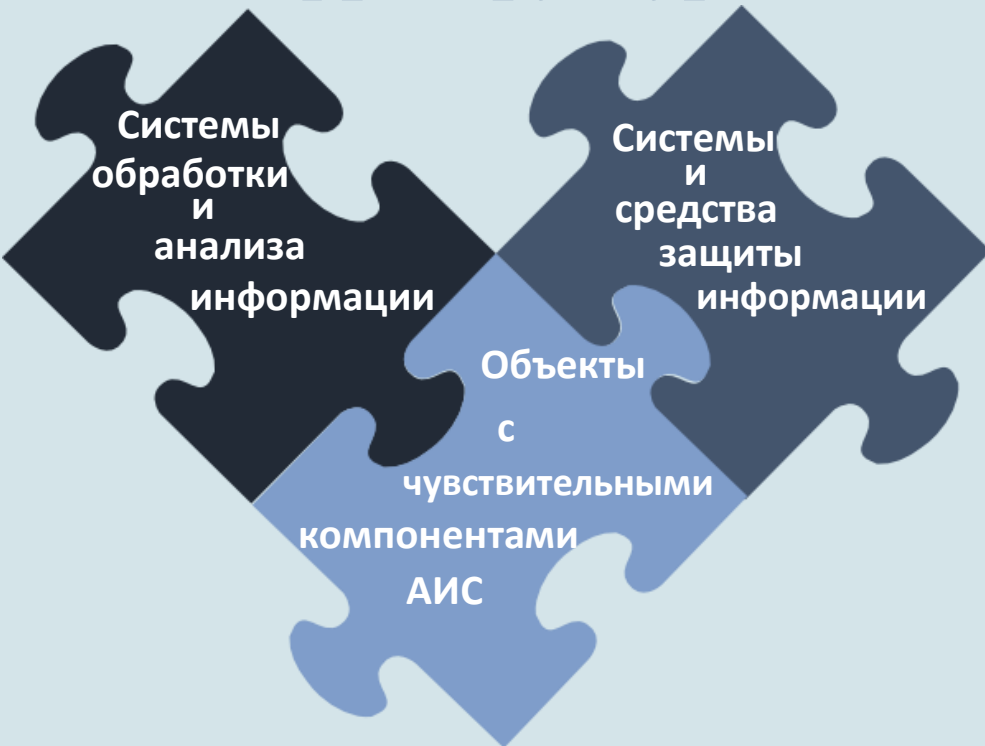 Системы
обработки
и
анализа
информации
Системы
и
средства
защиты
информации
Объекты
с
чувствительными
компонентами
АИС